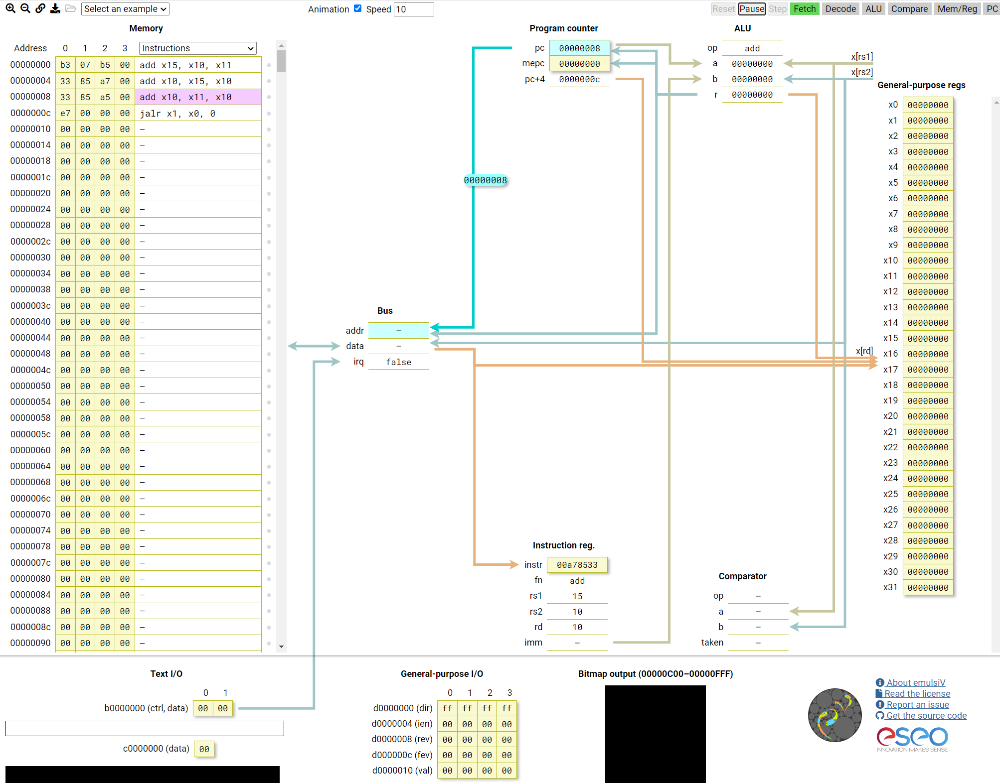 Select an example
Animation Speed 10
Reset Pause Step Fetch Decode ALU Compare Mem/Reg PC
Memory
Address 0 1 2 3 Instructions
00000000 b3 07 b5 00 add x15, x10, x11
00000004 33 85 a7 00 add x10, x15, x10
00000008 33 85 a5 00 add x10, x11, x10
0000000c e7 00 00 00 jalr x1, x0, 0
00000010 00 00 00 00 —
00000014 00 00 00 00 —
00000018 00 00 00 00 —
0000001c 00 00 00 00 —
00000020 00 00 00 00 —
00000024 00 00 00 00 —
00000028 00 00 00 00 —
0000002c 00 00 00 00 —
00000030 00 00 00 00 —
00000034 00 00 00 00 —
00000038 00 00 00 00 —
0000003c 00 00 00 00 —
00000040 00 00 00 00 —
00000044 00 00 00 00 —
00000048 00 00 00 00 —
0000004c 00 00 00 00 —
00000050 00 00 00 00 —
00000054 00 00 00 00 —
00000058 00 00 00 00 —
0000005c 00 00 00 00 —
00000060 00 00 00 00 —
00000064 00 00 00 00 —
00000068 00 00 00 00 —
0000006c 00 00 00 00 —
00000070 00 00 00 00 —
00000074 00 00 00 00 —
00000078 00 00 00 00 —
0000007c 00 00 00 00 —
00000080 00 00 00 00 —
00000084 00 00 00 00 —
00000088 00 00 00 00 —
0000008c 00 00 00 00 —
00000090 00 00 00 00 —
Program counter
pc 00000008
mepc 00000000
pc+4 0000000c
00000008
ALU
op add
a 00000000
b 00000000
r 00000000
x[rs1]
x[rs2]
x[rd]
Bus
addr —
data —
irq false
Instruction reg.
instr 00a78533
fn add
rs1 15
rs2 10
rd 10
imm —
Comparator
op —
a —
b —
taken —
General-purpose regs
x0 00000000
x1 00000000
x2 00000000
x3 00000000
x4 00000000
x5 00000000
x6 00000000
x7 00000000
x8 00000000
x9 00000000
x10 00000000
x11 00000000
x12 00000000
x13 00000000
x14 00000000
x15 00000000
x16 00000000
x17 00000000
x18 00000000
x19 00000000
x20 00000000
x21 00000000
x22 00000000
x23 00000000
x24 00000000
x25 00000000
x26 00000000
x27 00000000
x28 00000000
x29 00000000
x30 00000000
x31 00000000
Text I/O
0 1
b0000000 (ctrl, data) 00 00
c0000000 (data) 00
General-purpose I/O
0 1 2 3
d0000000 (dir) ff ff ff ff
d0000004 (ien) 00 00 00 00
d0000008 (rev) 00 00 00 00
d000000c (fev) 00 00 00 00
d0000010 (val) 00 00 00 00
Bitmap output (00000C00–00000FFF)
About emulsiV
Read the license
Report an issue
Get the source code
eseo
INNOVATION MAKES SENSE